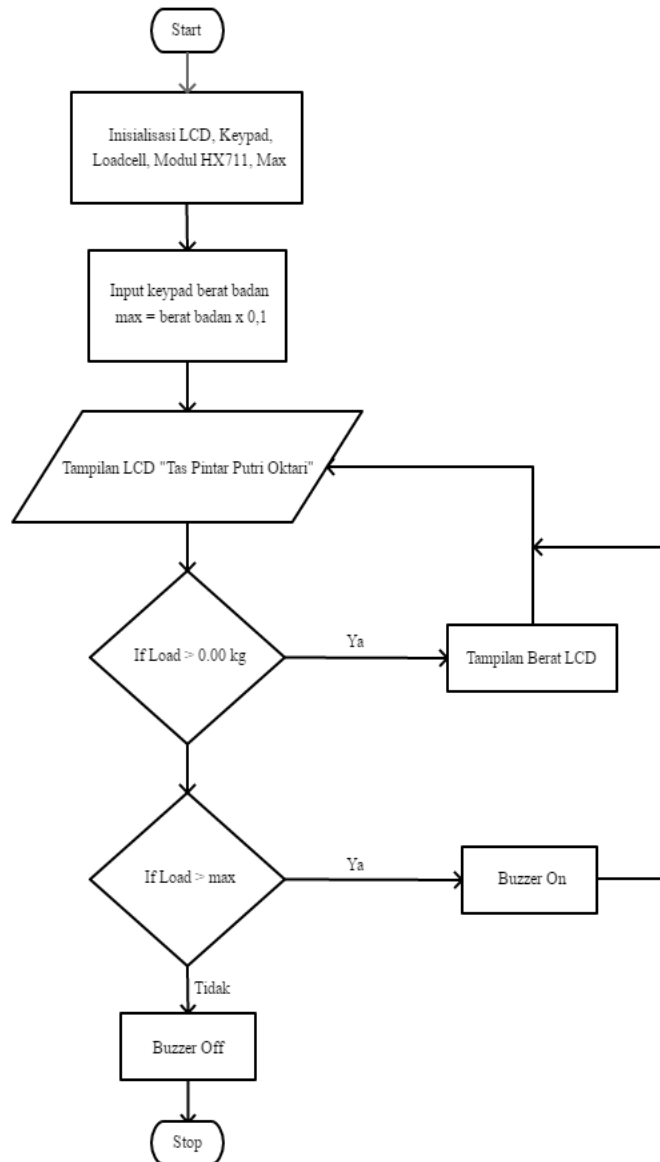 Start
Inisialisasi LCD, Keypad,
Loadcell, Modul HX711, Max
Input keypad berat badan
max = berat badan x 0,1
Tampilan LCD "Tas Pintar Putri Oktari"
If Load > 0.00 kg
Ya
Tampilan Berat LCD
If Load > max
Ya
Buzzer On
Tidak
Buzzer Off
Stop